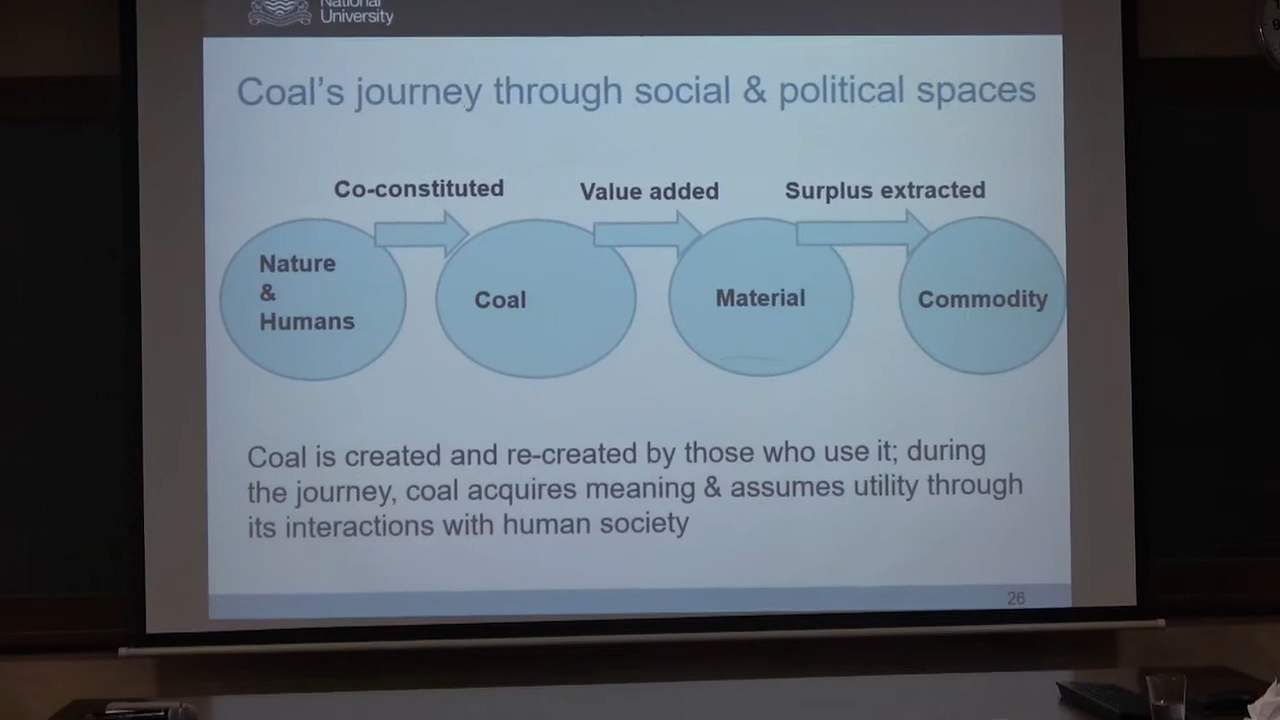 National
University
Coal's journey through social & political spaces
Co-constituted
Value added
Surplus extracted
Nature
&
Humans
Coal
Material
Commodity
Coal is created and re-created by those who use it; during
the journey, coal acquires meaning & assumes utility through
its interactions with human society
26